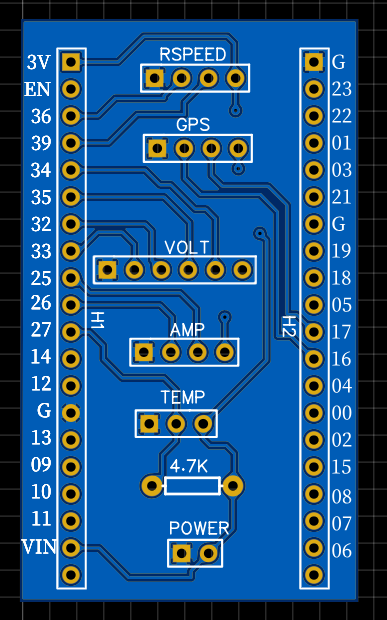 3V RSPEED G
EN 23
36 22
39 GPS 01
34 03
35 21
32 G
33 VOLT 19
25 18
26 05
H1 H2
27 AMP 17
14 16
12 TEMP 04
G 00
13 02
09 4.7K 15
10 08
11 POWER 07
VIN 06